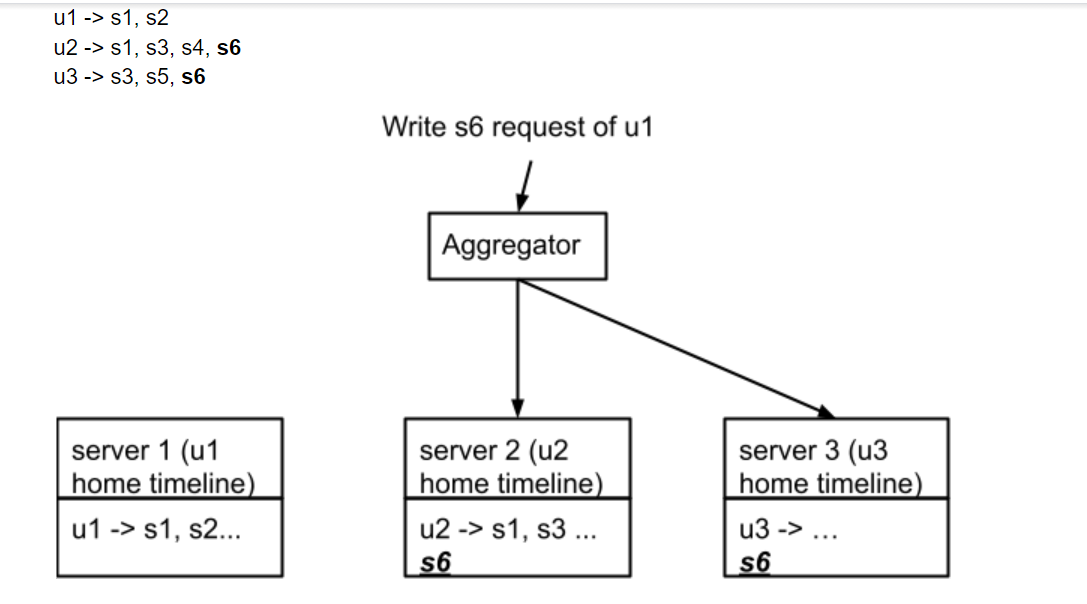 u1 -> s1, s2
u2 -> s1, s3, s4, s6
u3 -> s3, s5, s6
Write s6 request of u1
Aggregator
server 1 (u1
home timeline)
u1 -> s1, s2...
server 2 (u2
home timeline)
u2 -> s1, s3 ...
s6
server 3 (u3
home timeline)
u3 -> ...
s6